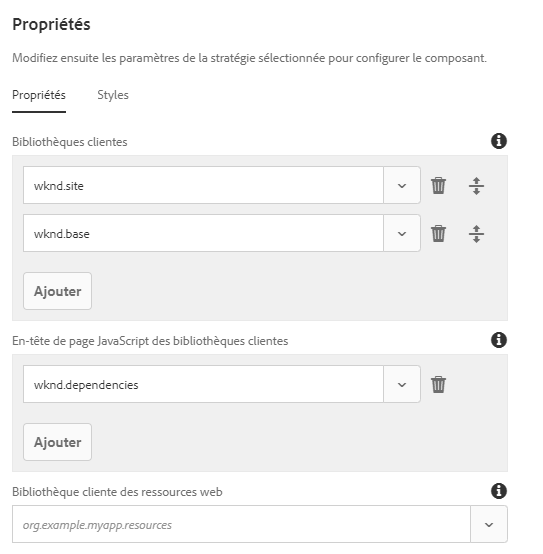 Propriétés
Modifiez ensuite les paramètres de la stratégie sélectionnée pour configurer le composant.
Propriétés Styles
Bibliothèques clientes
wknd.site
wknd.base
Ajouter
En-tête de page JavaScript des bibliothèques clientes
wknd.dependencies
Ajouter
Bibliothèque cliente des ressources web
org.example.myapp.resources